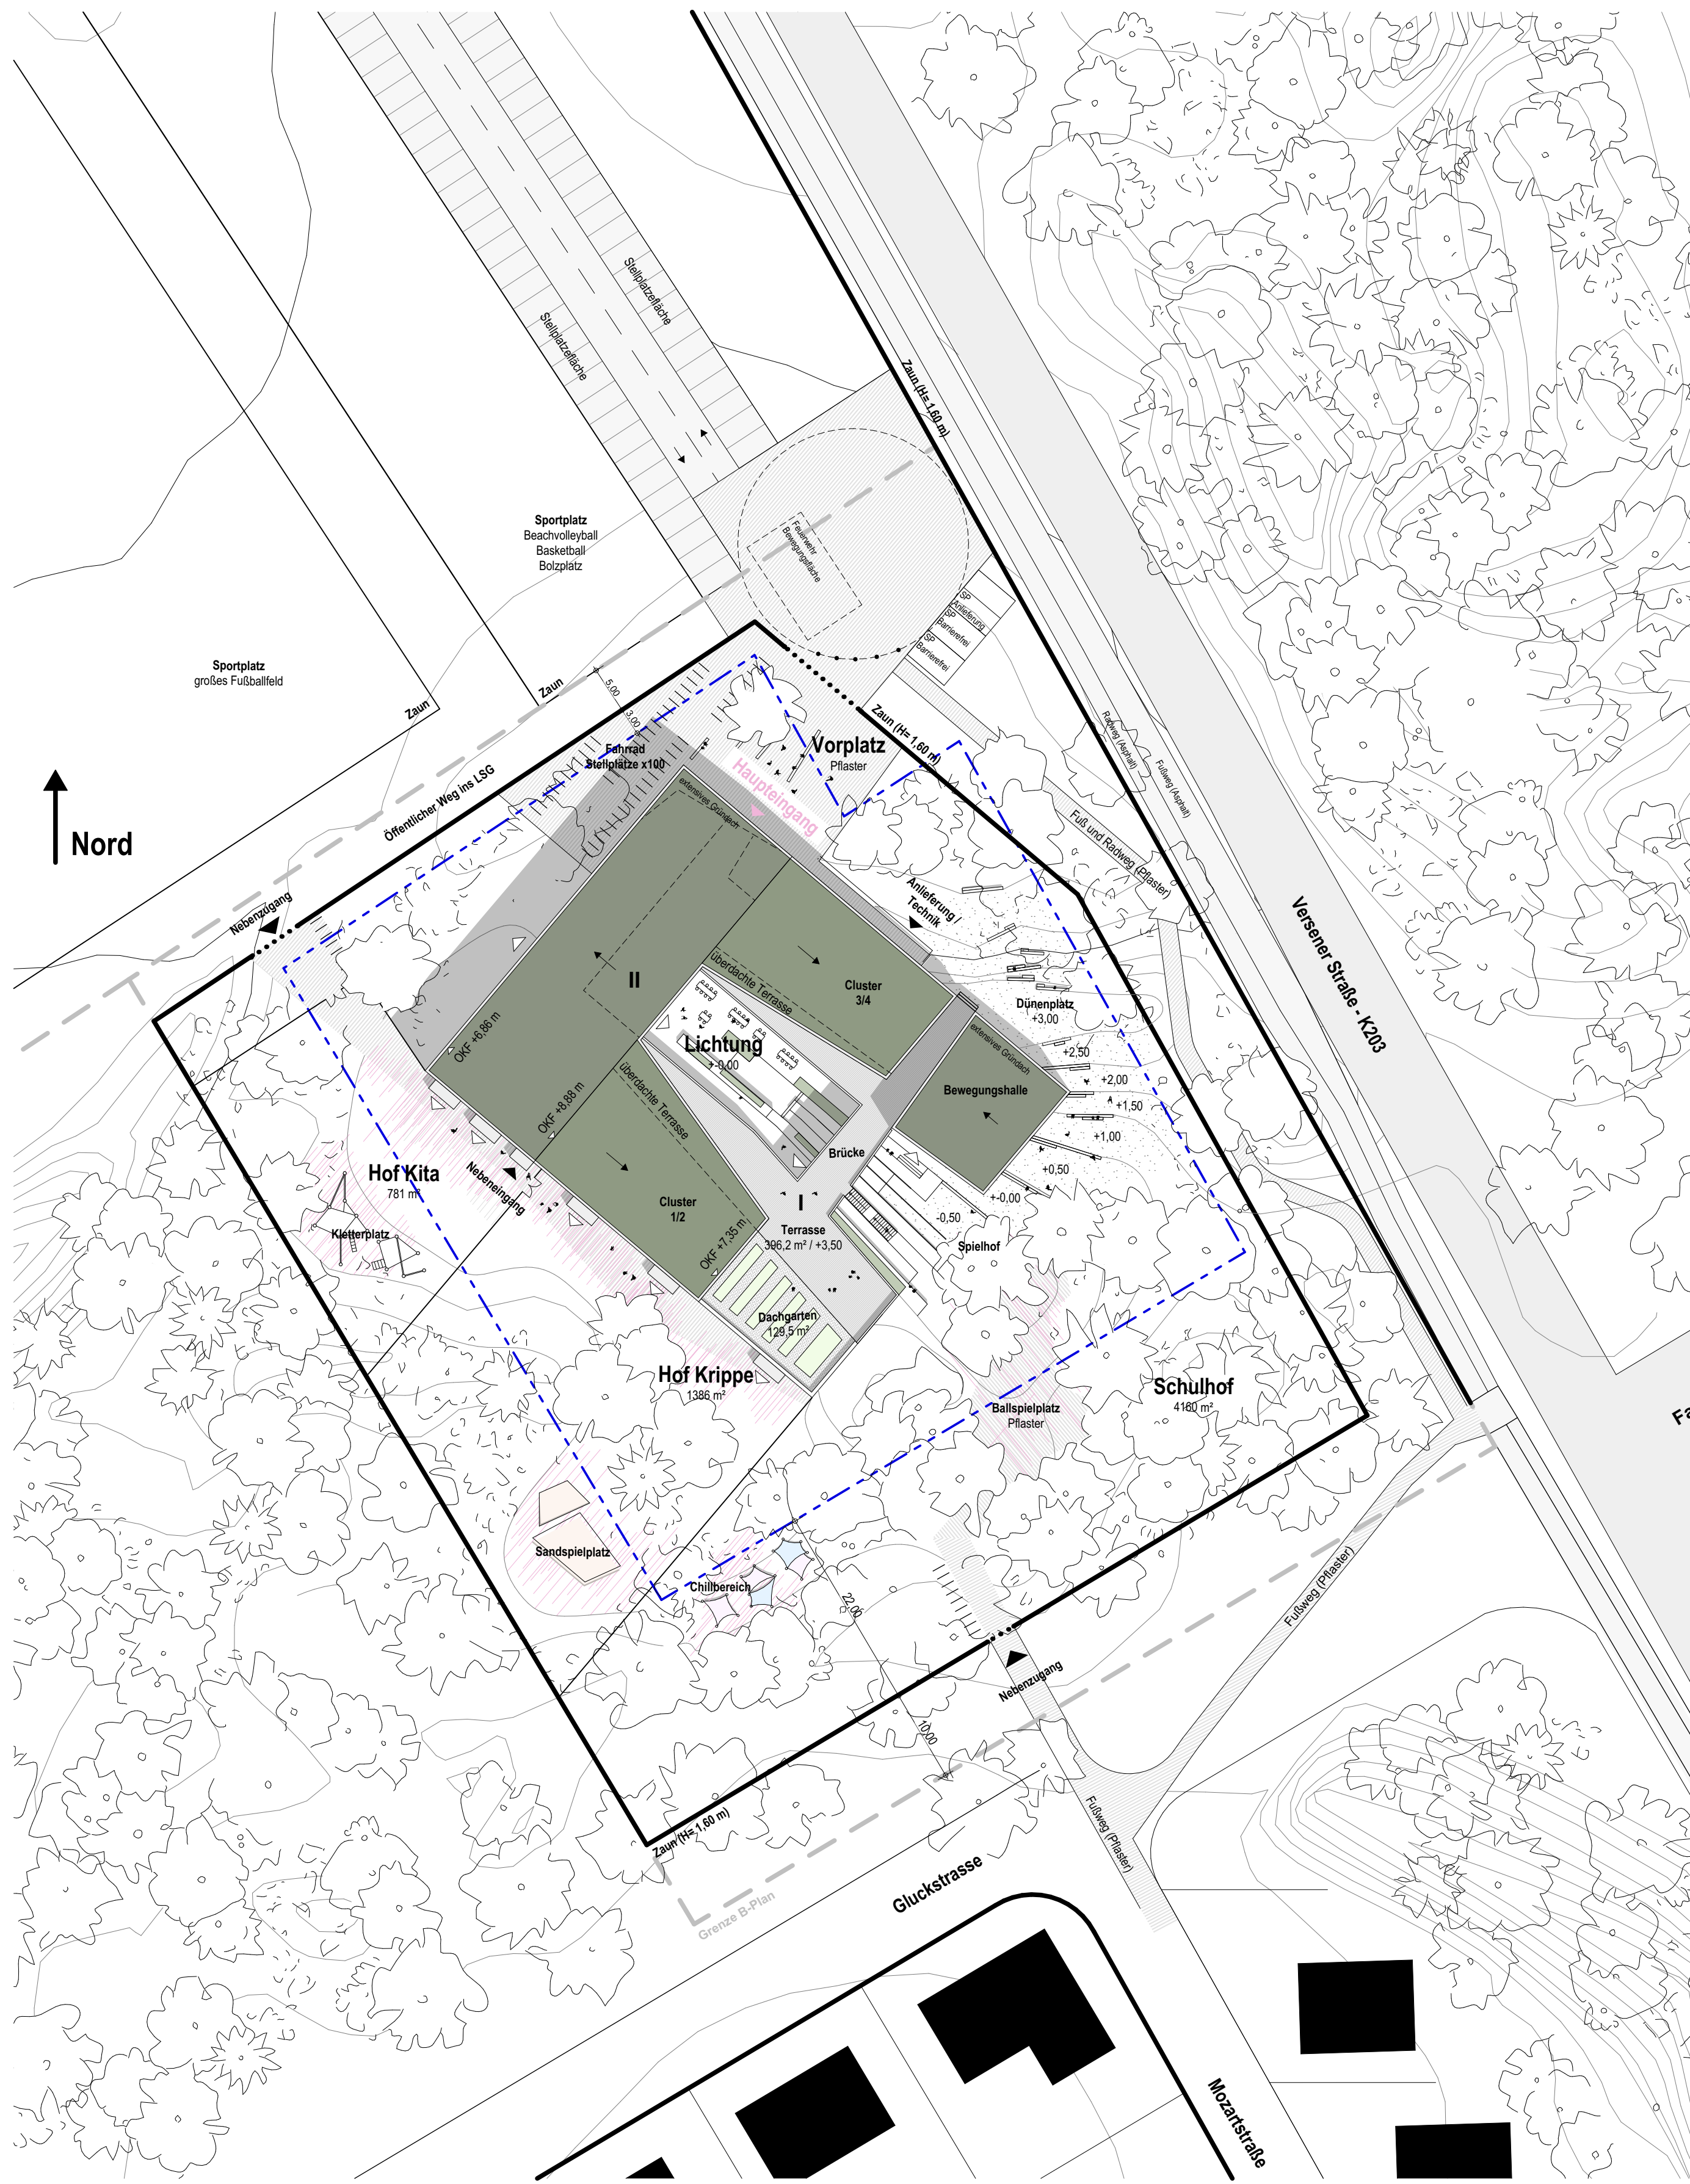 Stellplatzefläche
Stellplatzefläche
Zaun (H= 1,60 m)
Feuerwehr
Bewegungsfläche
Sportplatz
Beachvolleyball
Basketball
Bolzplatz
SP
Anlieferung
SP
Barrierefrei
SP
Barrierefrei
Sportplatz
großes Fußballfeld
Zaun
Zaun
5,00
3,00
Zaun (H= 1,60 m)
Radweg (Asphalt)
Fußweg (Asphalt)
Fahrrad
Stellplätze x100
Vorplatz
Pflaster
Haupteingang
extensives Gründach
Öffentlicher Weg ins LSG
Nord
Fuß und Radweg (Pflaster)
Anlieferung /
Technik
Nebenzugang
Versener Straße - K203
II
überdachte Terrasse
Cluster
3/4
Dünenplatz
+3,00
OKF +6,86 m
Lichtung
+-0,00
extensives Gründach
+2,50
Bewegungshalle
+2,00
+1,50
+1,00
+0,50
+-0,00
-0,50
OKF +8,88 m
überdachte Terrasse
Brücke
Hof Kita
781 m²
Nebeneingang
Kletterplatz
Cluster
1/2
I
Terrasse
396,2 m² / +3,50
Spielhof
OKF +7,35 m
Dachgarten
129,5 m²
Hof Krippe
1386 m²
Schulhof
4160 m²
Ballspielplatz
Pflaster
Fa
Sandspielplatz
Chillbereich
22,00
Fußweg (Pflaster)
Nebenzugang
10,00
Zaun (H= 1,60 m)
Fußweg (Pflaster)
Gluckstrasse
Grenze B-Plan
Mozartstraße